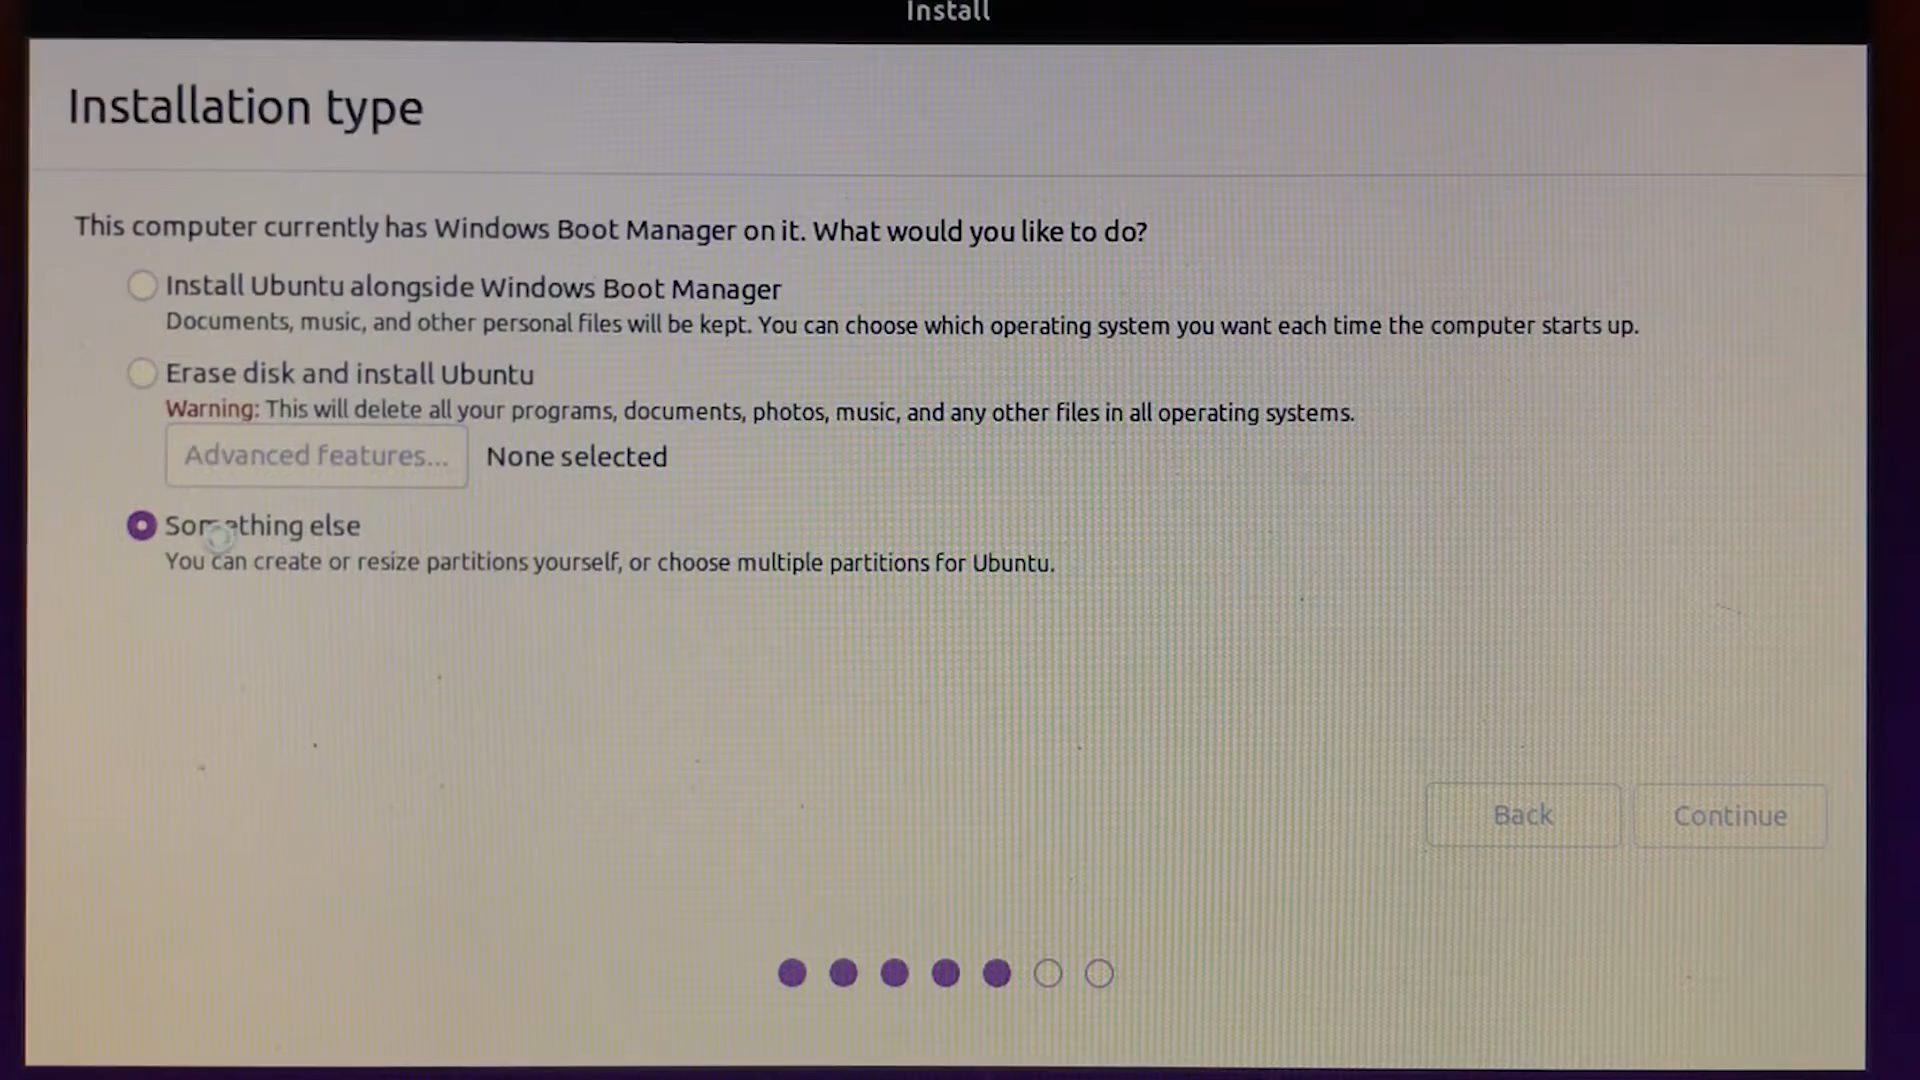 Install
Installation type
This computer currently has Windows Boot Manager on it. What would you like to do?
Install Ubuntu alongside Windows Boot Manager
Documents, music, and other personal files will be kept. You can choose which operating system you want each time the computer starts up.
Erase disk and install Ubuntu
Warning: This will delete all your programs, documents, photos, music, and any other files in all operating systems.
Advanced features... None selected
Something else
You can create or resize partitions yourself, or choose multiple partitions for Ubuntu.
Back Continue